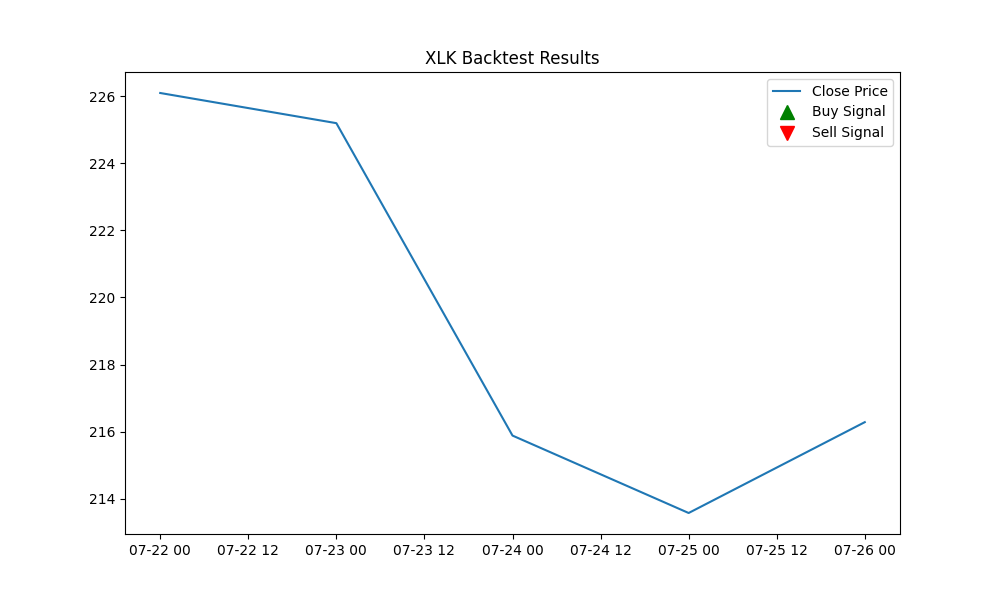 XLK Backtest Results
Close Price
Buy Signal
Sell Signal
226
224
222
220
218
216
214
07-22 00 07-22 12 07-23 00 07-23 12 07-24 00 07-24 12 07-25 00 07-25 12 07-26 00